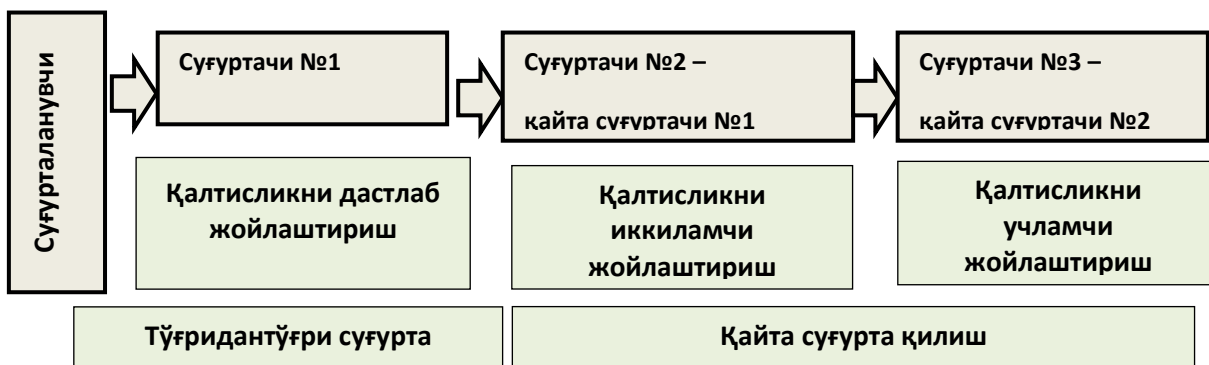 Суғурталанувчи
Суғуртачи №1
Суғуртачи №2 –
қайта суғуртачи №1
Суғуртачи №3 –
қайта суғуртачи №2
Қалтисликни дастлаб
жойлаштириш
Қалтисликни
иккиламчи
жойлаштириш
Қалтисликни
учламчи
жойлаштириш
Тўғридантўғри суғурта
Қайта суғурта қилиш